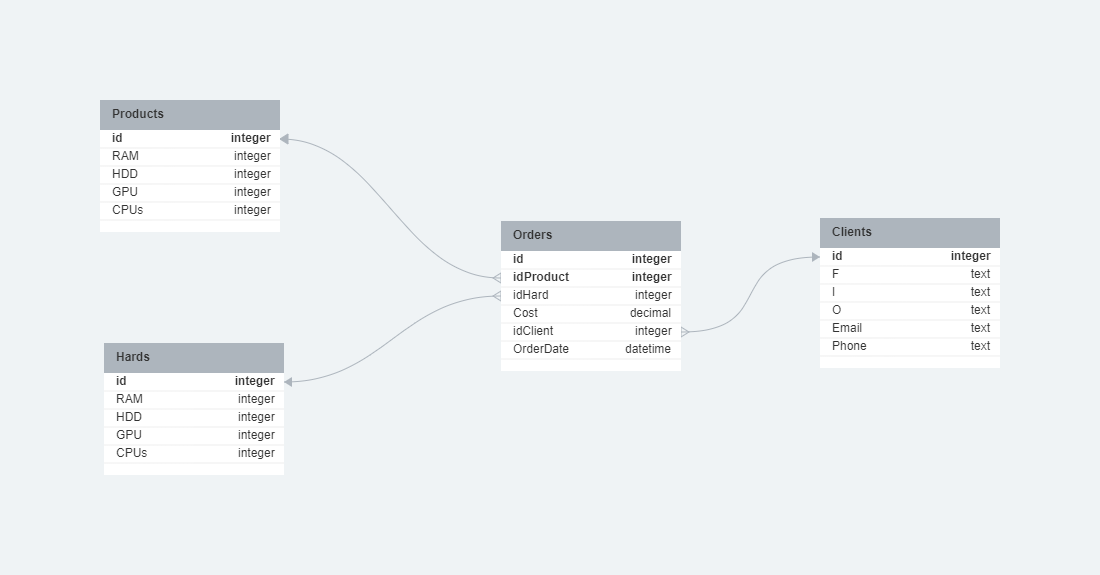 Products
id integer
RAM integer
HDD integer
GPU integer
CPUs integer
Hards
id integer
RAM integer
HDD integer
GPU integer
CPUs integer
Orders
id integer
idProduct integer
idHard integer
Cost decimal
idClient integer
OrderDate datetime
Clients
id integer
F text
I text
O text
Email text
Phone text